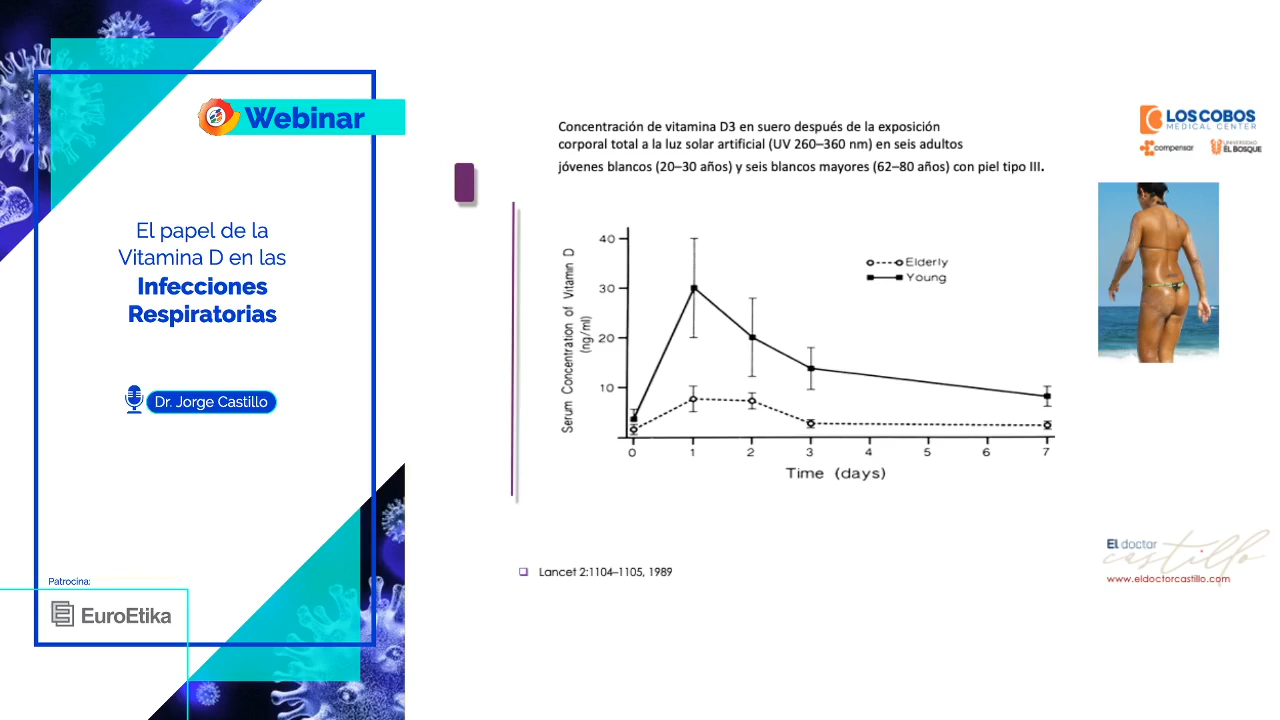 Webinar
El papel de la
Vitamina D en las
Infecciones
Respiratorias
Dr. Jorge Castillo
Patrocina:
EuroEtika
Concentración de vitamina D3 en suero después de la exposición
corporal total a la luz solar artificial (UV 260–360 nm) en seis adultos
jóvenes blancos (20–30 años) y seis blancos mayores (62–80 años) con piel tipo III.
Serum Concentration of Vitamin D
(ng/ml)
40
30
20
10
Elderly
Young
0 1 2 3 4 5 6 7
Time (days)
Lancet 2:1104–1105, 1989
LOS COBOS
MEDICAL CENTER
compensar
UNIVERSIDAD
EL BOSQUE
El doctor
castillo
www.eldoctorcastillo.com